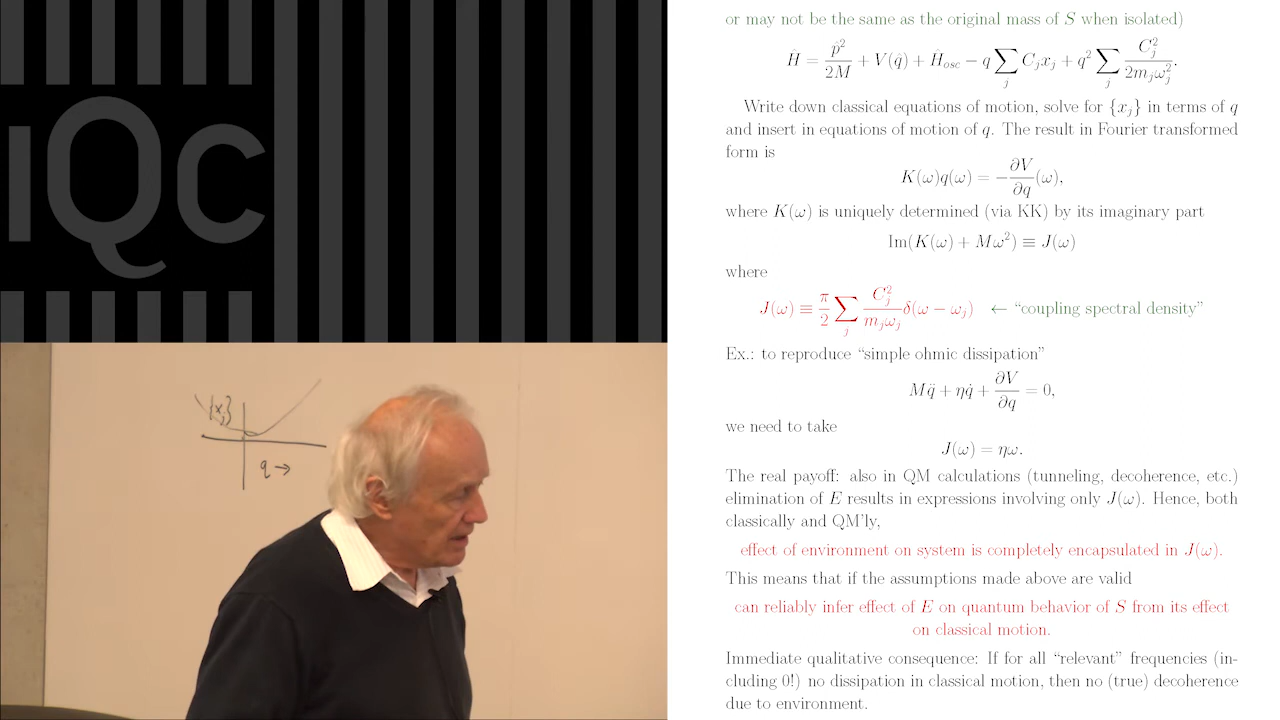 IQC
{x_j}
q →
or may not be the same as the original mass of S when isolated)
Ĥ = p̂²/2M + V(q̂) + Ĥ_osc − q ∑_j C_j x_j + q² ∑_j C_j²/2m_jω_j².
Write down classical equations of motion, solve for {x_j} in terms of q
and insert in equations of motion of q. The result in Fourier transformed
form is
K(ω)q(ω) = −∂V/∂q (ω),
where K(ω) is uniquely determined (via KK) by its imaginary part
Im(K(ω) + Mω²) ≡ J(ω)
where
J(ω) ≡ π/2 ∑_j C_j²/m_jω_j δ(ω − ω_j) ← “coupling spectral density”
Ex.: to reproduce “simple ohmic dissipation”
Mq̈ + ηq̇ + ∂V/∂q = 0,
we need to take
J(ω) = ηω.
The real payoff: also in QM calculations (tunneling, decoherence, etc.)
elimination of E results in expressions involving only J(ω). Hence, both
classically and QM’ly,
effect of environment on system is completely encapsulated in J(ω).
This means that if the assumptions made above are valid
can reliably infer effect of E on quantum behavior of S from its effect
on classical motion.
Immediate qualitative consequence: If for all “relevant” frequencies (in-
cluding 0!) no dissipation in classical motion, then no (true) decoherence
due to environment.